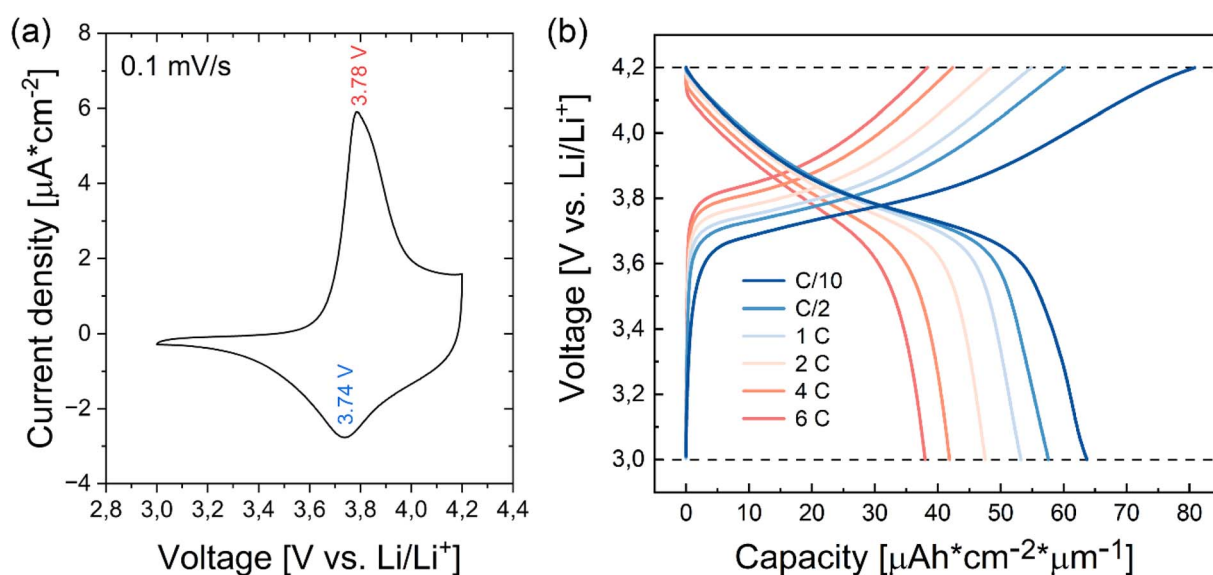 (a)
0.1 mV/s
3.78 V
3.74 V
8
6
4
2
0
−2
−4
Current density [μA*cm⁻²]
2,8 3,0 3,2 3,4 3,6 3,8 4,0 4,2 4,4
Voltage [V vs. Li/Li⁺]
(b)
4,2
4,0
3,8
3,6
3,4
3,2
3,0
Voltage [V vs. Li/Li⁺]
C/10
C/2
1 C
2 C
4 C
6 C
0 10 20 30 40 50 60 70 80
Capacity [μAh*cm⁻²*μm⁻¹]